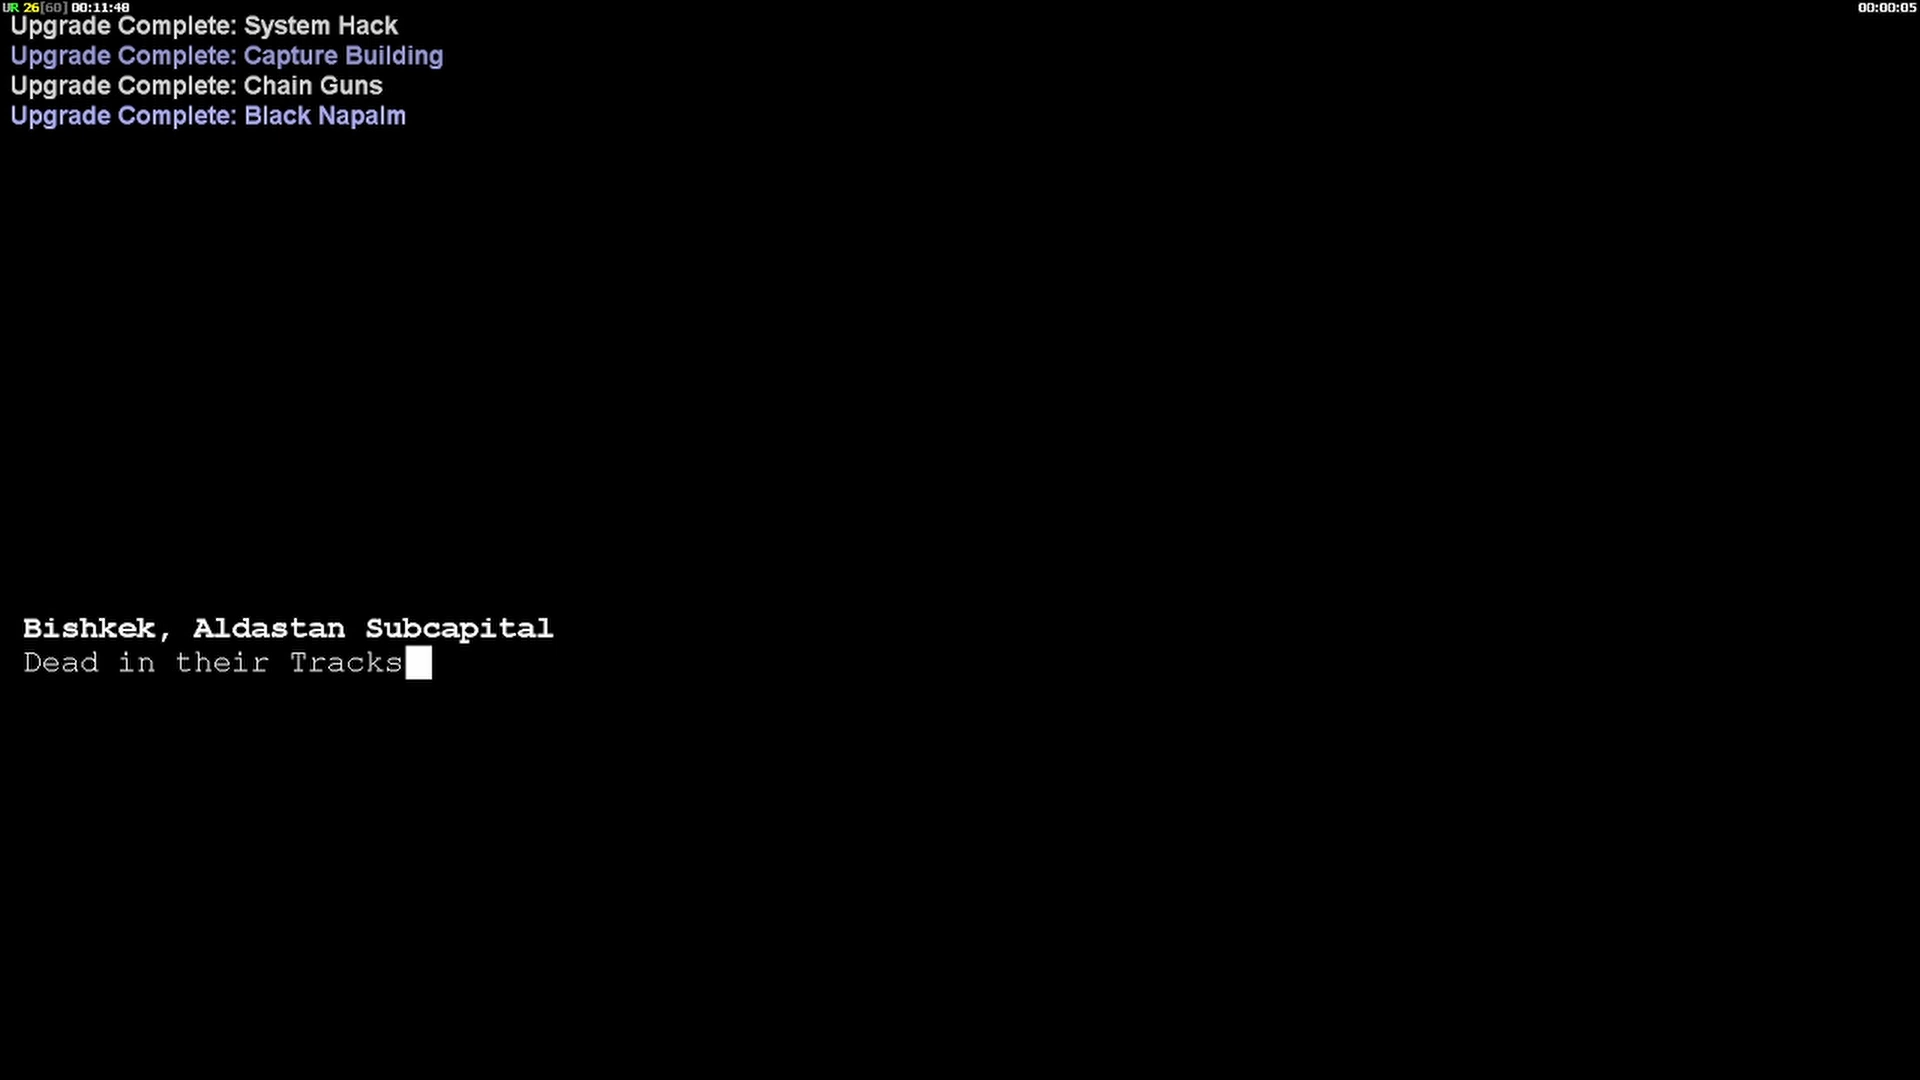 UR 26[60] 00:11:48
00:00:05
Upgrade Complete: System Hack
Upgrade Complete: Capture Building
Upgrade Complete: Chain Guns
Upgrade Complete: Black Napalm
Bishkek, Aldastan Subcapital
Dead in their Tracks